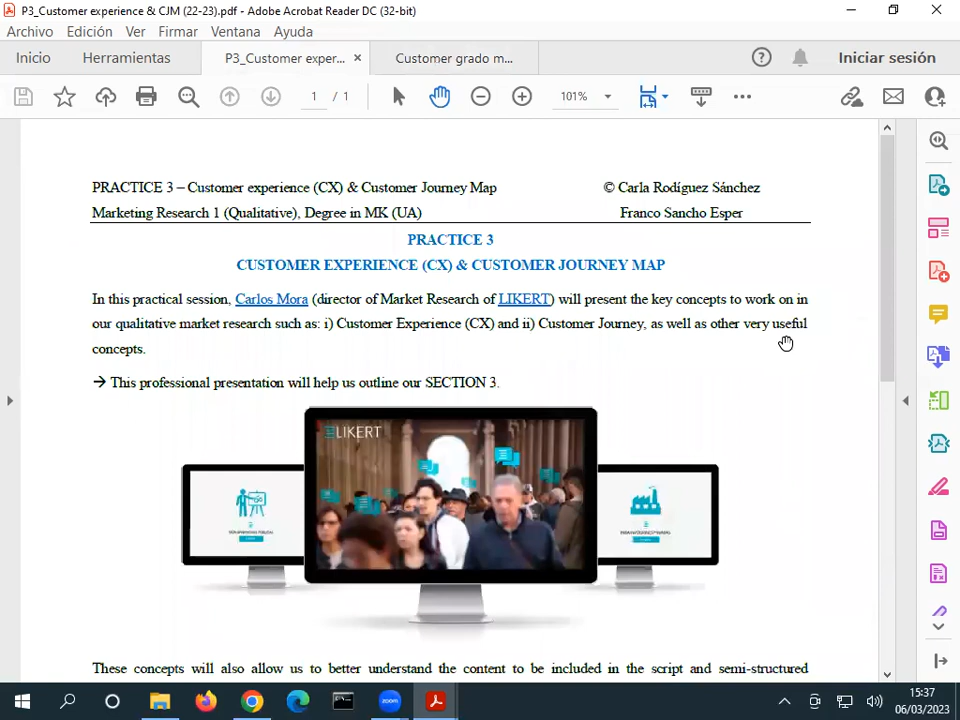 P3_Customer experience & CJM (22-23).pdf - Adobe Acrobat Reader DC (32-bit)
Archivo Edición Ver Firmar Ventana Ayuda
Inicio Herramientas P3_Customer exper... Customer grado m... Iniciar sesión
1 / 1 101%
PRACTICE 3 – Customer experience (CX) & Customer Journey Map © Carla Rodíguez Sánchez
Marketing Research 1 (Qualitative), Degree in MK (UA) Franco Sancho Esper
PRACTICE 3
CUSTOMER EXPERIENCE (CX) & CUSTOMER JOURNEY MAP
In this practical session, Carlos Mora (director of Market Research of LIKERT) will present the key concepts to work on in
our qualitative market research such as: i) Customer Experience (CX) and ii) Customer Journey, as well as other very useful
concepts.
→ This professional presentation will help us outline our SECTION 3.
LIKERT
These concepts will also allow us to better understand the content to be included in the script and semi-structured
15:37
06/03/2023